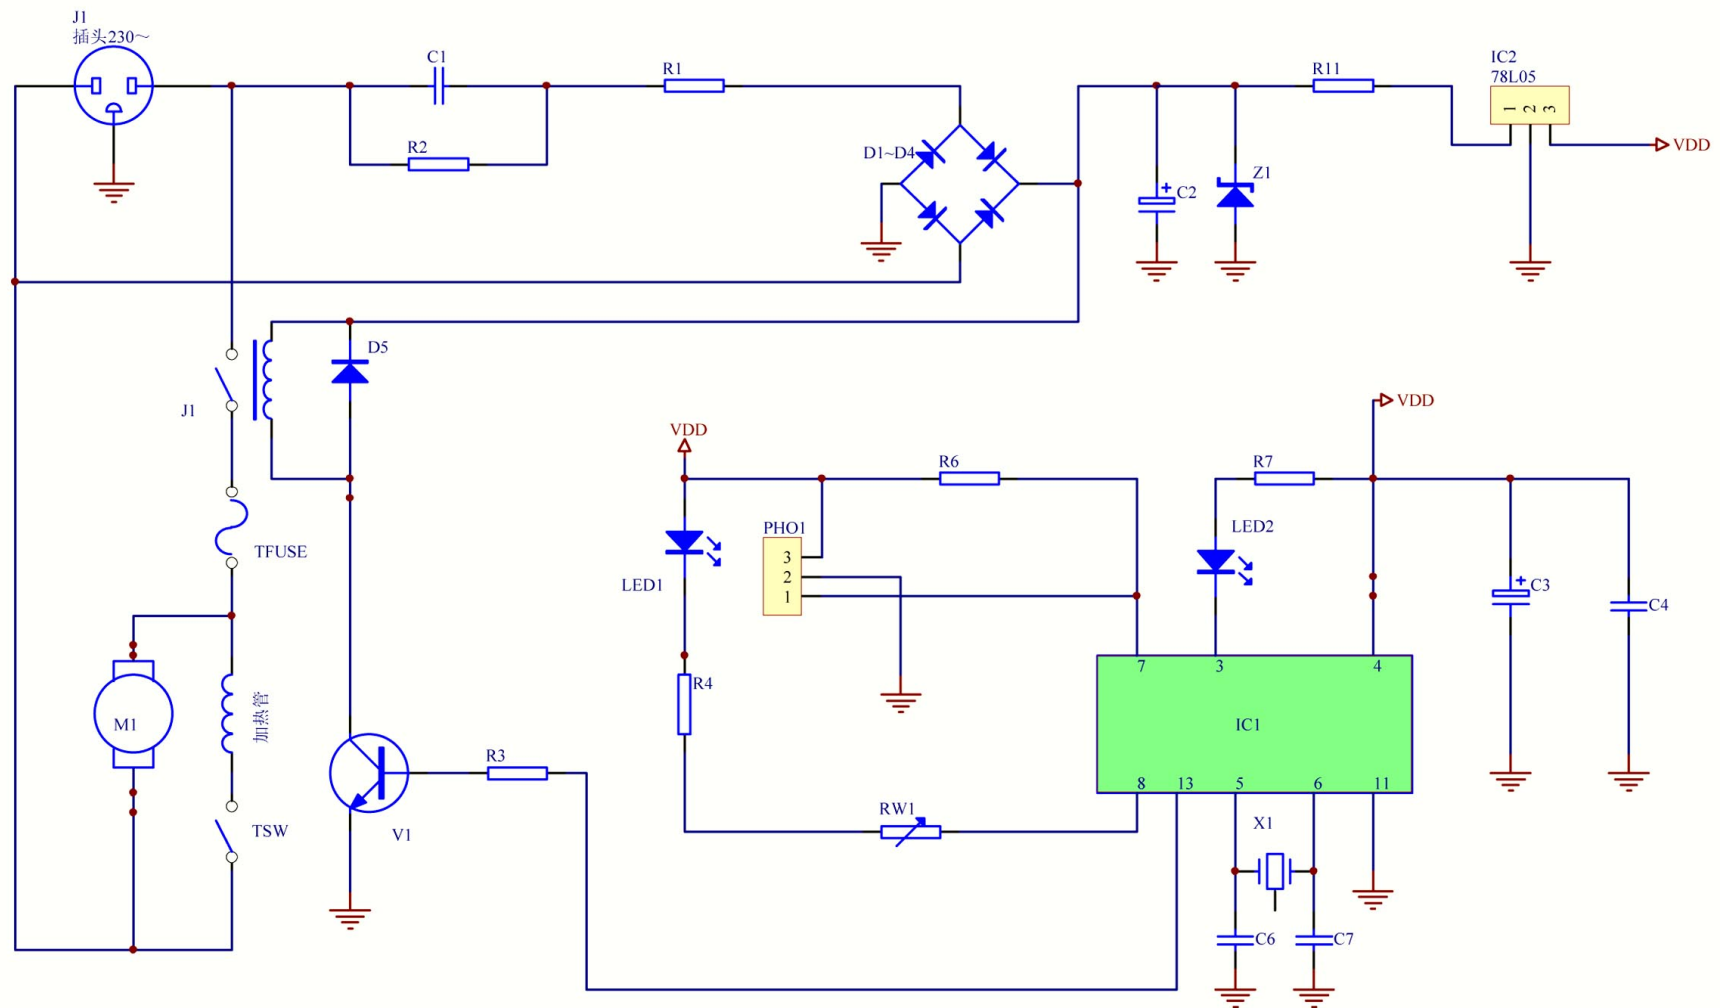 J1
插头230～
C1
R1
R2
D1~D4
C2
Z1
R11
IC2
78L05
1
2
3
VDD
J1
D5
TFUSE
M1
加热管
TSW
V1
R3
VDD
R6
PHO1
3
2
1
LED1
R4
RW1
VDD
R7
LED2
C3
C4
7
3
4
IC1
8
13
5
6
11
X1
C6
C7